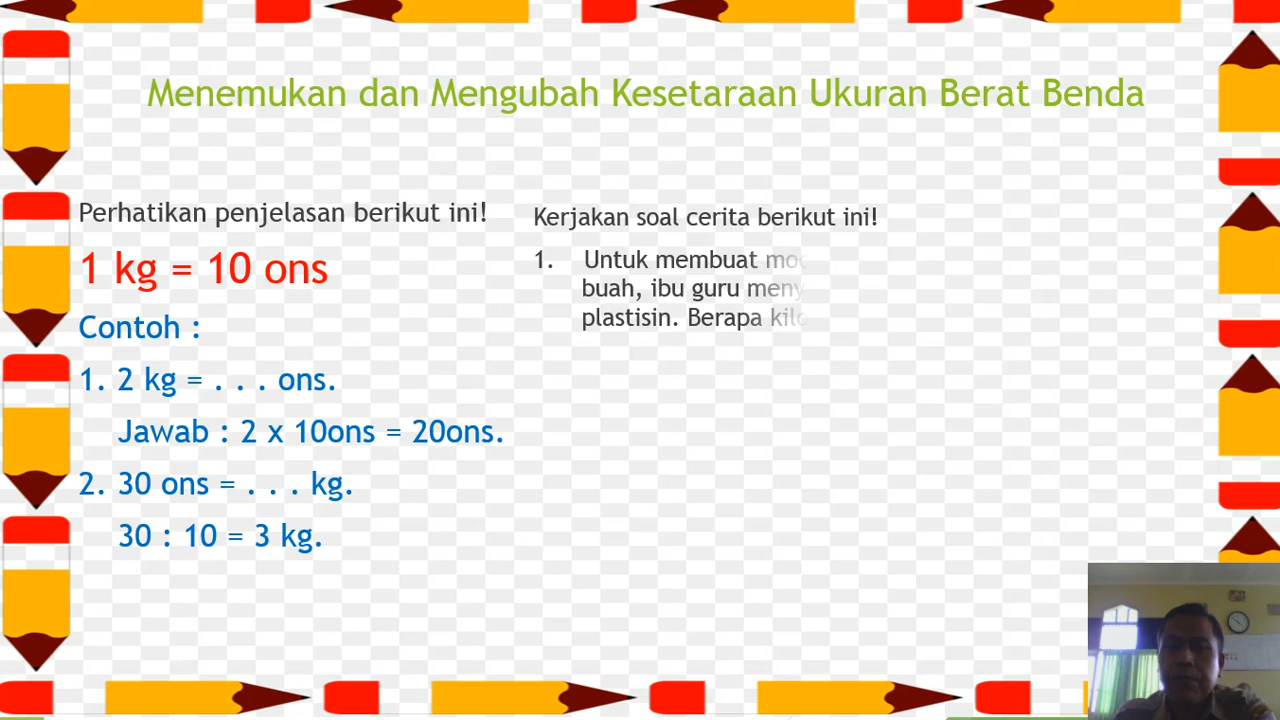 Menemukan dan Mengubah Kesetaraan Ukuran Berat Benda
Perhatikan penjelasan berikut ini!
1 kg = 10 ons
Contoh :
1. 2 kg = . . . ons.
Jawab : 2 x 10ons = 20ons.
2. 30 ons = . . . kg.
30 : 10 = 3 kg.
Kerjakan soal cerita berikut ini!
1. Untuk membuat
buah, ibu guru
plastisin. Berapa